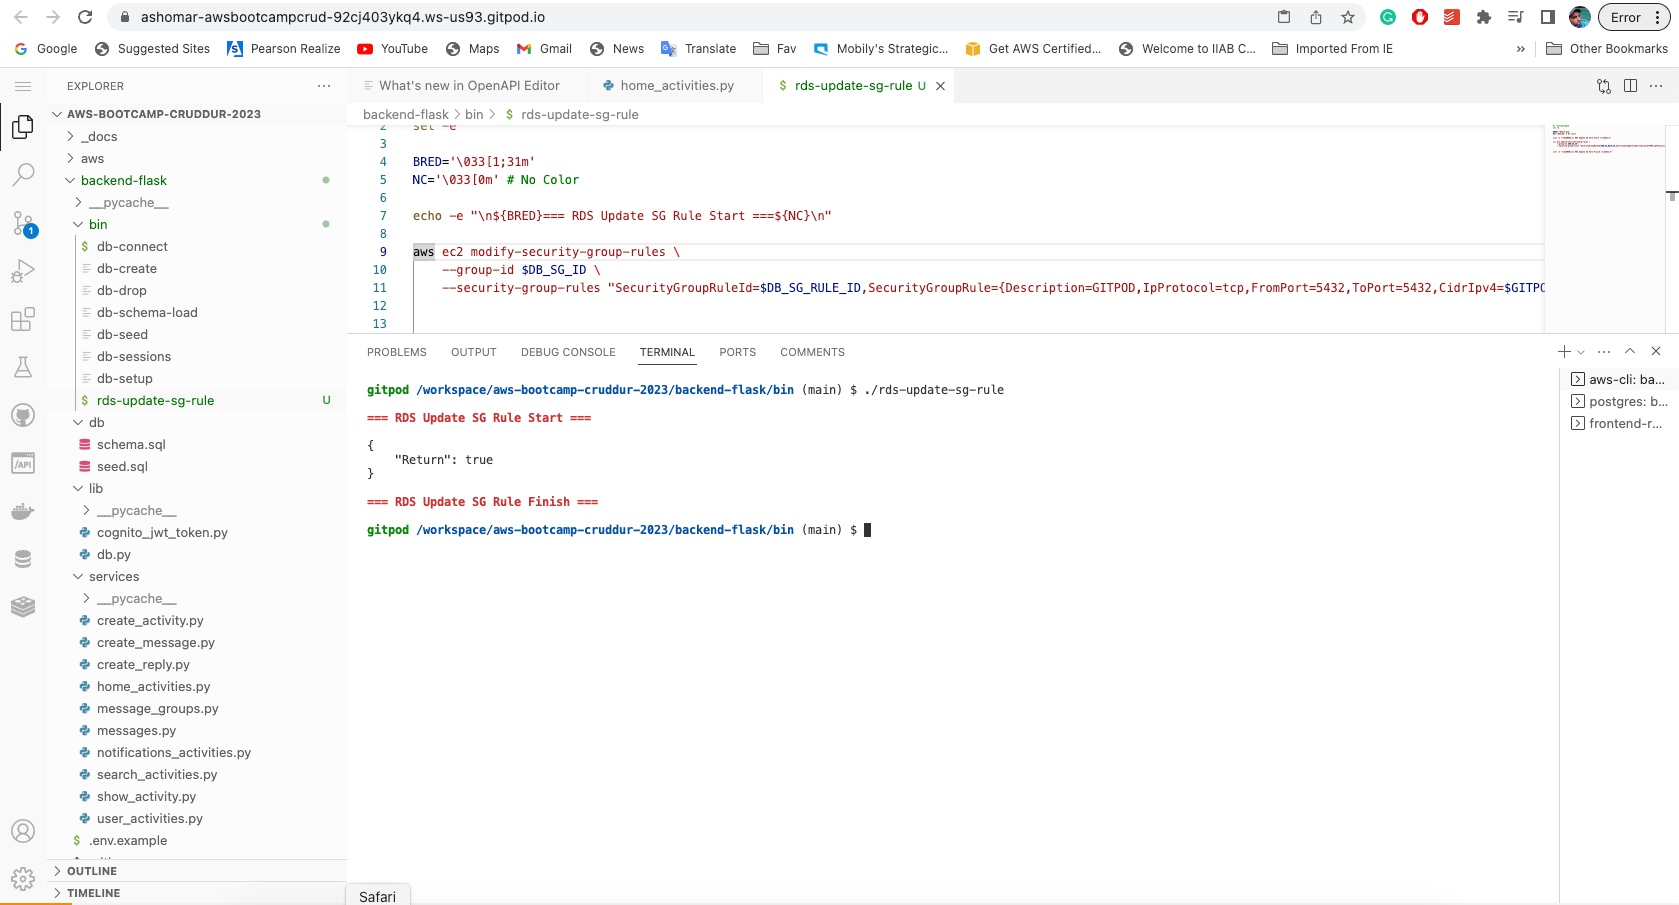 ashomar-awsbootcampcrud-92cj403ykq4.ws-us93.gitpod.io
Error
Google
Suggested Sites
Pearson Realize
YouTube
Maps
Gmail
News
Translate
Fav
Mobily's Strategic...
Get AWS Certified...
Welcome to IIAB C...
Imported From IE
»
Other Bookmarks
EXPLORER
AWS-BOOTCAMP-CRUDDUR-2023
_docs
aws
backend-flask
__pycache__
bin
db-connect
db-create
db-drop
db-schema-load
db-seed
db-sessions
db-setup
rds-update-sg-rule U
db
schema.sql
seed.sql
lib
__pycache__
cognito_jwt_token.py
db.py
services
__pycache__
create_activity.py
create_message.py
create_reply.py
home_activities.py
message_groups.py
messages.py
notifications_activities.py
search_activities.py
show_activity.py
user_activities.py
.env.example
OUTLINE
TIMELINE
1
/API
What's new in OpenAPI Editor
home_activities.py
$ rds-update-sg-rule U
backend-flask > bin > $ rds-update-sg-rule
2 set -e
3
4 BRED='\033[1;31m'
5 NC='\033[0m' # No Color
6
7 echo -e "\n${BRED}=== RDS Update SG Rule Start ===${NC}\n"
8
9 aws ec2 modify-security-group-rules \
10 --group-id $DB_SG_ID \
11 --security-group-rules "SecurityGroupRuleId=$DB_SG_RULE_ID,SecurityGroupRule={Description=GITPOD,IpProtocol=tcp,FromPort=5432,ToPort=5432,CidrIpv4=$GITPO
12
13
PROBLEMS
OUTPUT
DEBUG CONSOLE
TERMINAL
PORTS
COMMENTS
gitpod /workspace/aws-bootcamp-cruddur-2023/backend-flask/bin (main) $ ./rds-update-sg-rule
=== RDS Update SG Rule Start ===
{
"Return": true
}
=== RDS Update SG Rule Finish ===
gitpod /workspace/aws-bootcamp-cruddur-2023/backend-flask/bin (main) $
aws-cli: ba...
postgres: b...
frontend-r...
Safari